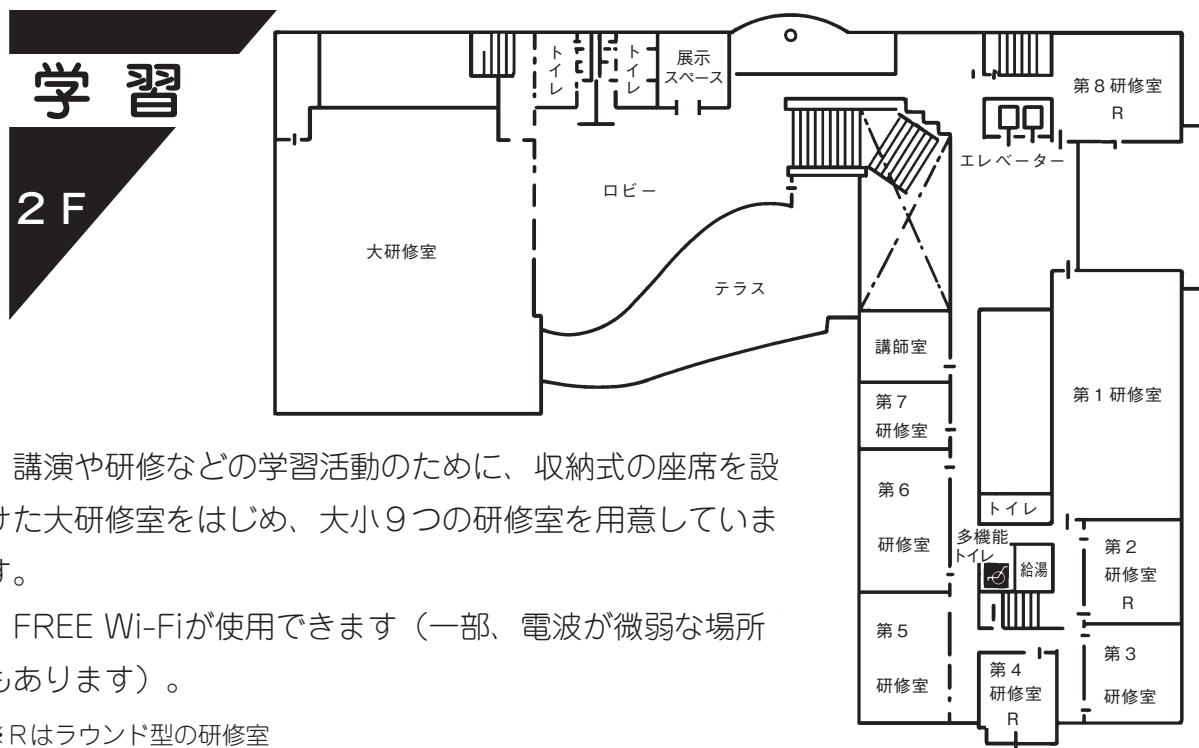 学 習
2F
トイレ
トイレ
展示
スペース
第8研修室
R
エレベーター
ロビー
大研修室
テラス
講師室
第7
研修室
第1研修室
第6
研修室
トイレ
多機能
トイレ
給湯
第2
研修室
R
第5
研修室
第4
研修室
R
第3
研修室
講演や研修などの学習活動のために、収納式の座席を設
けた大研修室をはじめ、大小9つの研修室を用意していま
す。
FREE Wi-Fiが使用できます（一部、電波が微弱な場所
もあります）。
※Rはラウンド型の研修室